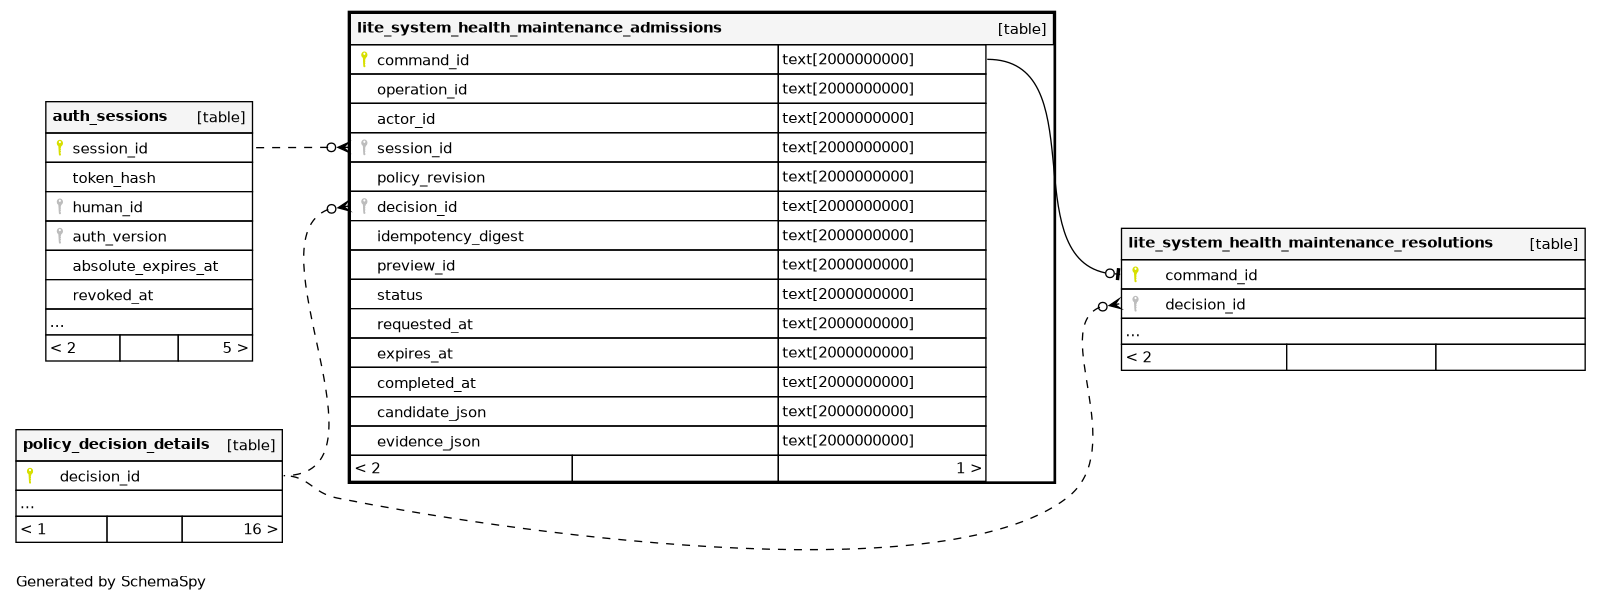 lite_system_health_maintenance_admissions [table]
command_id text[2000000000]
operation_id text[2000000000]
actor_id text[2000000000]
session_id text[2000000000]
policy_revision text[2000000000]
decision_id text[2000000000]
idempotency_digest text[2000000000]
preview_id text[2000000000]
status text[2000000000]
requested_at text[2000000000]
expires_at text[2000000000]
completed_at text[2000000000]
candidate_json text[2000000000]
evidence_json text[2000000000]
< 2 1 >
auth_sessions [table]
session_id
token_hash
human_id
auth_version
absolute_expires_at
revoked_at
...
< 2 5 >
policy_decision_details [table]
decision_id
...
< 1 16 >
lite_system_health_maintenance_resolutions [table]
command_id
decision_id
...
< 2
Generated by SchemaSpy